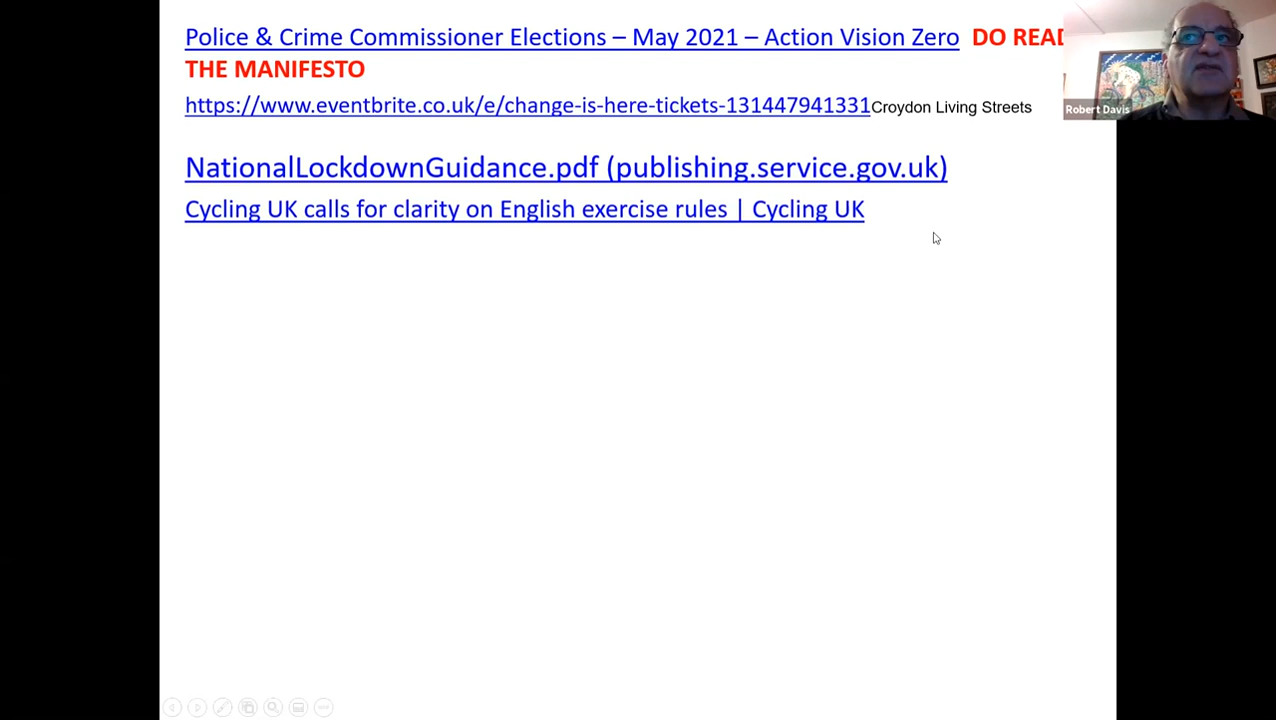 Police & Crime Commissioner Elections – May 2021 – Action Vision Zero DO READ
THE MANIFESTO
https://www.eventbrite.co.uk/e/change-is-here-tickets-131447941331Croydon Living Streets
NationalLockdownGuidance.pdf (publishing.service.gov.uk)
Cycling UK calls for clarity on English exercise rules | Cycling UK
Robert Davis